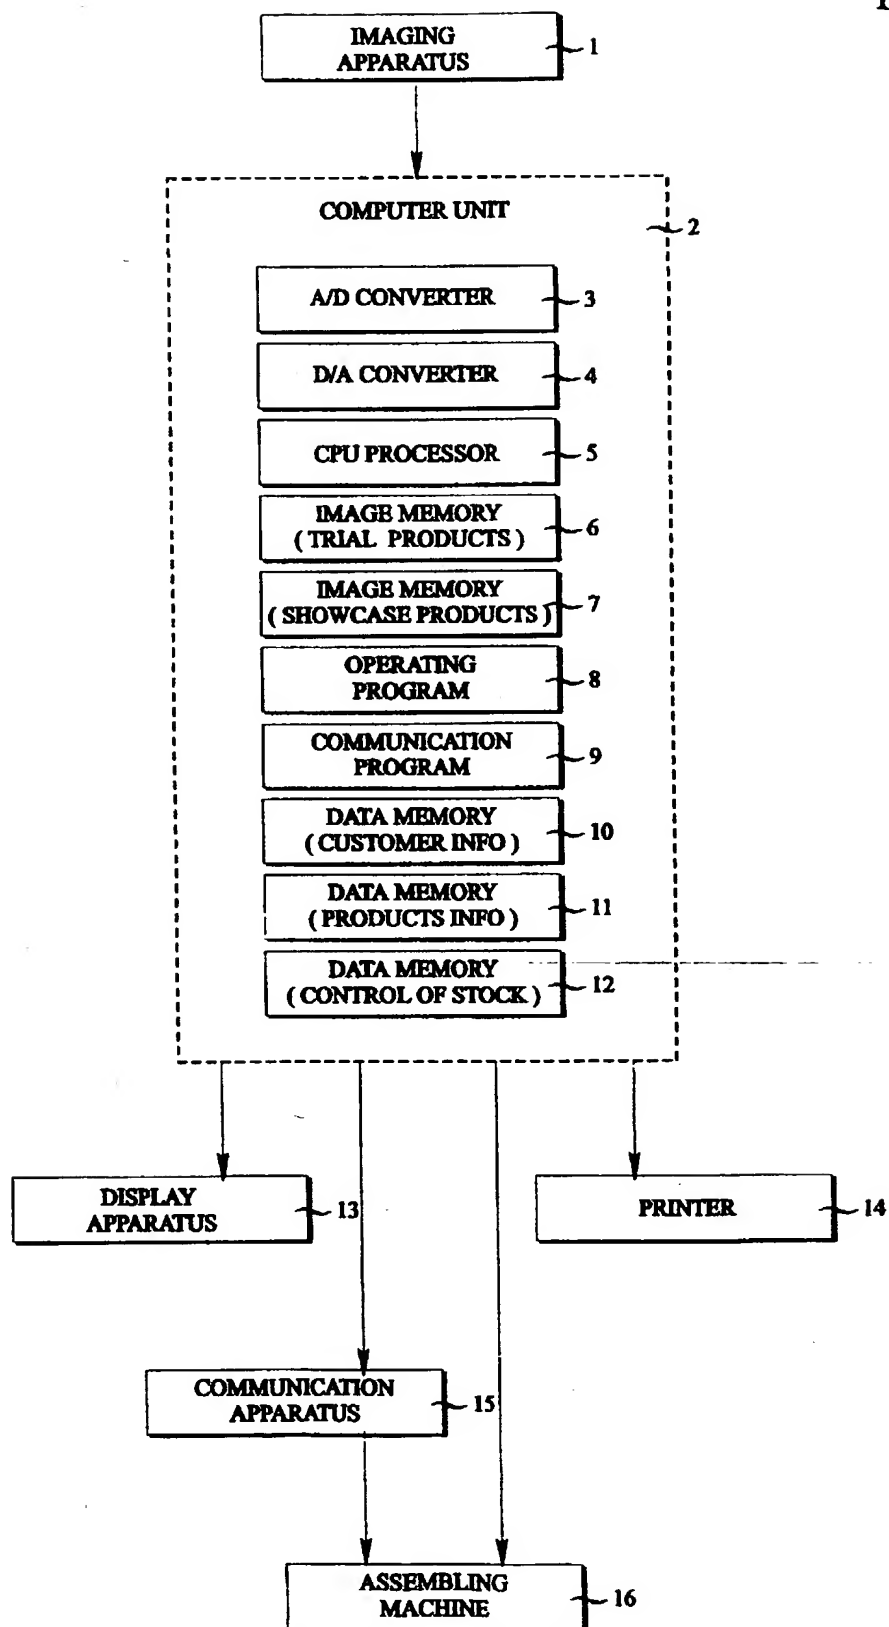 IMAGING
APPARATUS
1
COMPUTER UNIT
2
A/D CONVERTER
3
D/A CONVERTER
4
CPU PROCESSOR
5
IMAGE MEMORY
( TRIAL PRODUCTS )
6
IMAGE MEMORY
( SHOWCASE PRODUCTS )
7
OPERATING
PROGRAM
8
COMMUNICATION
PROGRAM
9
DATA MEMORY
( CUSTOMER INFO )
10
DATA MEMORY
( PRODUCTS INFO )
11
DATA MEMORY
( CONTROL OF STOCK )
12
DISPLAY
APPARATUS
13
PRINTER
14
COMMUNICATION
APPARATUS
15
ASSEMBLING
MACHINE
16